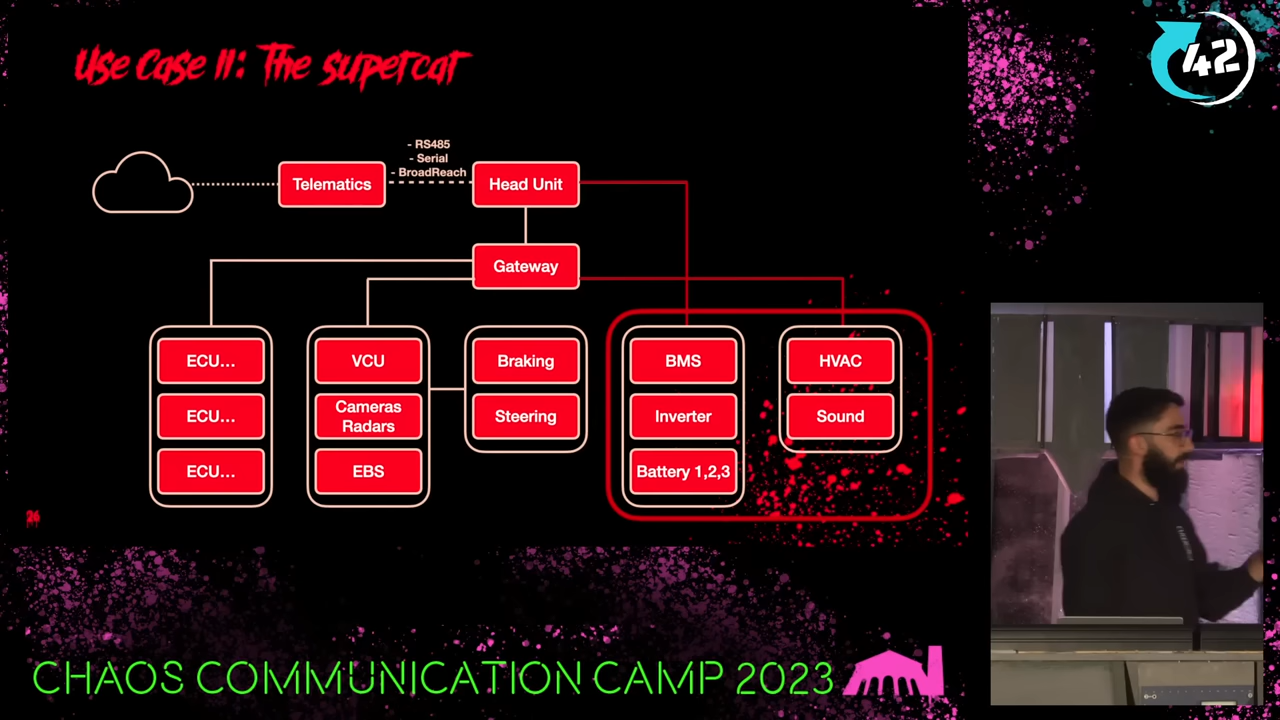 Use Case II: The supercar
42
- RS485
- Serial
- BroadReach
Telematics
Head Unit
Gateway
ECU...
ECU...
ECU...
VCU
Cameras
Radars
EBS
Braking
Steering
BMS
Inverter
Battery 1,2,3
HVAC
Sound
CHAOS COMMUNICATION CAMP 2023